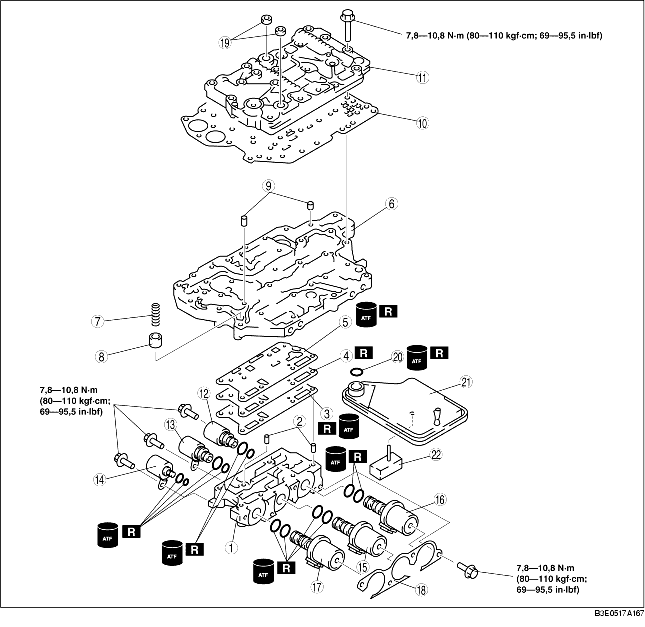 19
7,8—10,8 N·m (80—110 kgf·cm; 69—95,5 in·lbf)
11
10
9
6
7
5
ATF
R
8
4
R
20
ATF
R
21
7,8—10,8 N·m
(80—110 kgf·cm;
69—95,5 in·lbf)
12
3
R
ATF
2
13
ATF
R
22
14
16
ATF
R
1
ATF
R
ATF
R
15
17
18
7,8—10,8 N·m
(80—110 kgf·cm;
69—95,5 in·lbf)
B3E0517A167